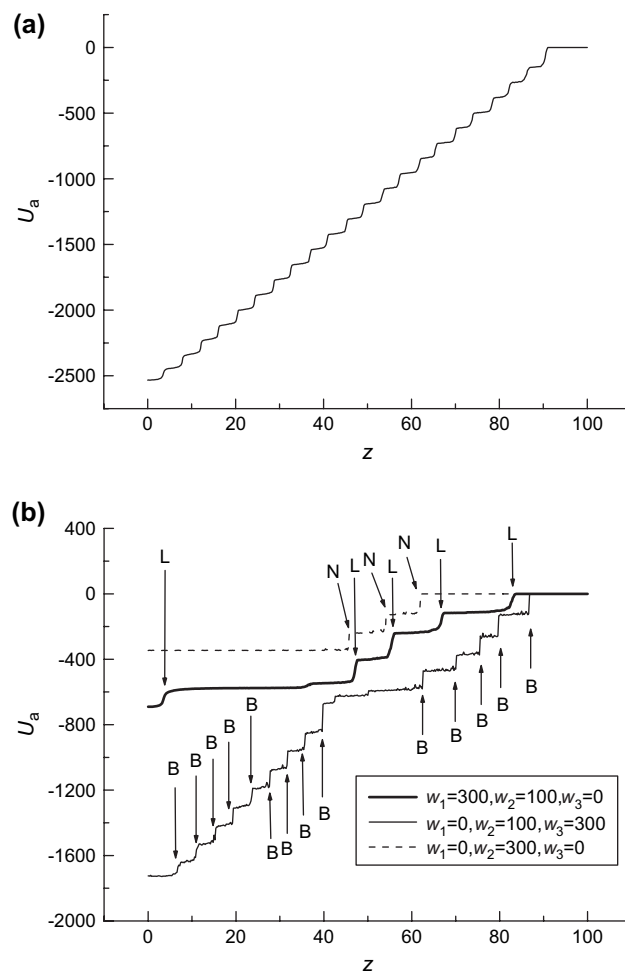 (a)
0
-500
-1000
-1500
-2000
-2500
U_a
0 20 40 60 80 100
z
(b)
400
0
-400
-800
-1200
-1600
-2000
U_a
L N L N L N L L
B B B B B B B B B
B B B B B
w_1=300,w_2=100,w_3=0
w_1=0,w_2=100,w_3=300
w_1=0,w_2=300,w_3=0
0 20 40 60 80 100
z